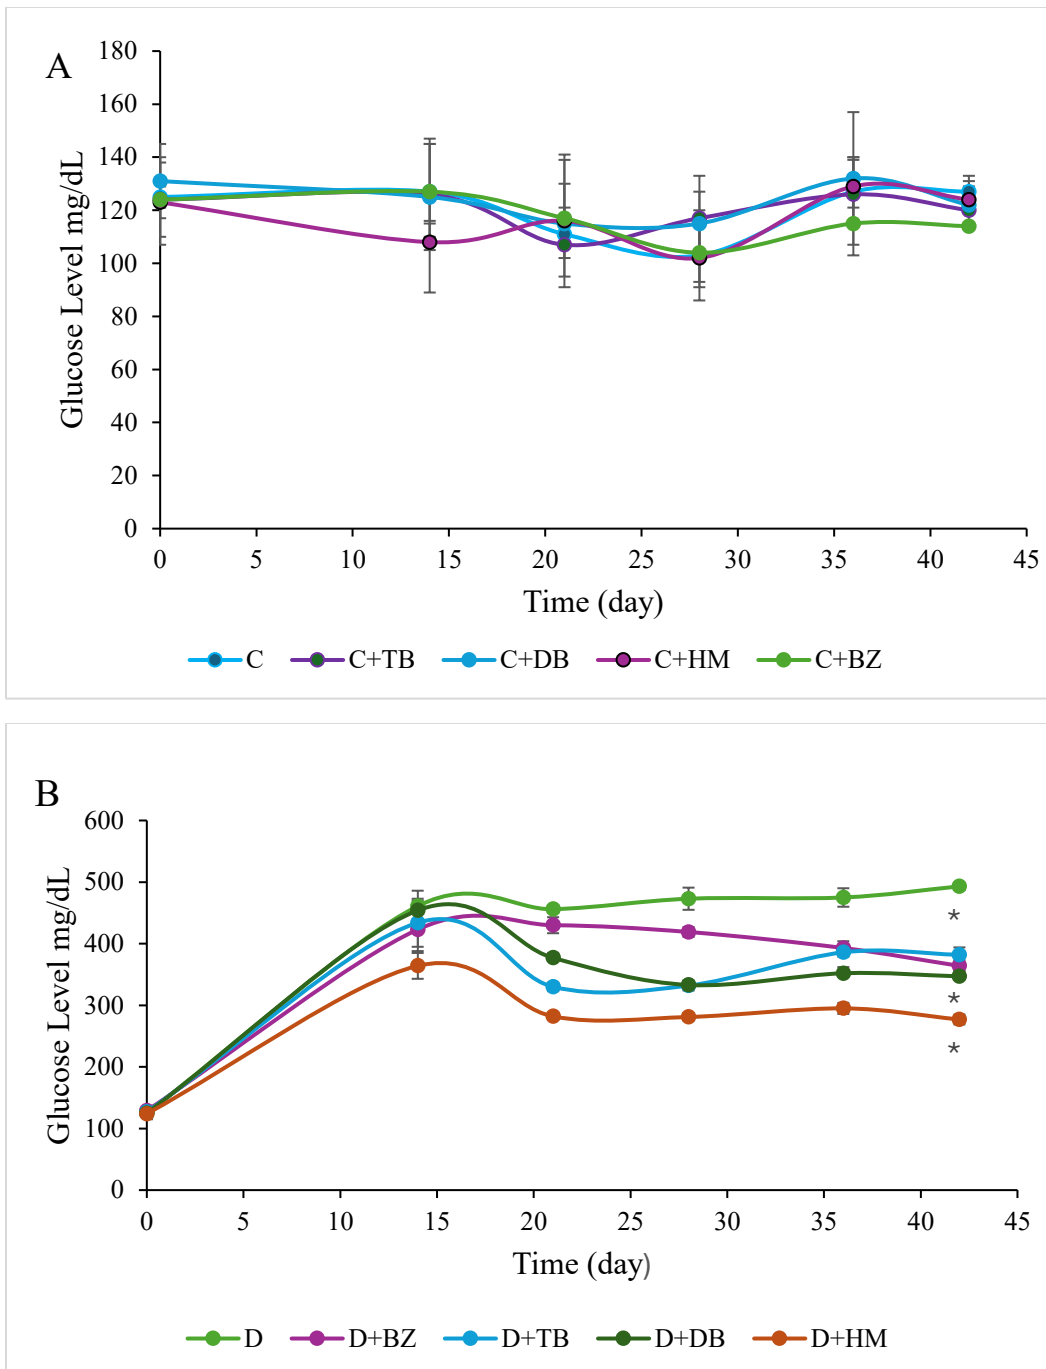 A
Glucose Level mg/dL
180
160
140
120
100
80
60
40
20
0
0 5 10 15 20 25 30 35 40 45
Time (day)
C C+TB C+DB C+HM C+BZ
B
Glucose Level mg/dL
600
500
400
300
200
100
0
*
*
*
0 5 10 15 20 25 30 35 40 45
Time (day)
D D+BZ D+TB D+DB D+HM